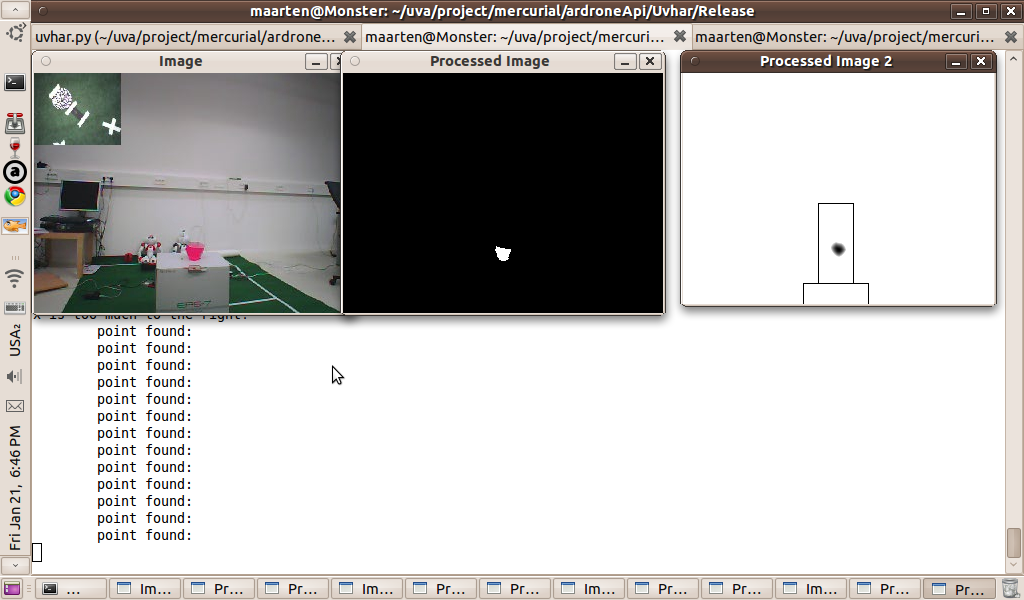 maarten@Monster: ~/uva/project/mercurial/ardroneApi/Uvhar/Release
uvhar.py (~/uva/project/mercurial/ardrone...
maarten@Monster: ~/uva/project/mercuri...
maarten@Monster: ~/uva/project/mercuri...
Image
Processed Image
Processed Image 2
X is too much to the right.
point found:
point found:
point found:
point found:
point found:
point found:
point found:
point found:
point found:
point found:
point found:
point found:
point found:
a
USA₂
Fri Jan 21, 6:46 PM
...
Im...
Pr...
Pr...
Im...
Pr...
Pr...
Im...
Pr...
Pr...
Im...
Pr...
Pr...